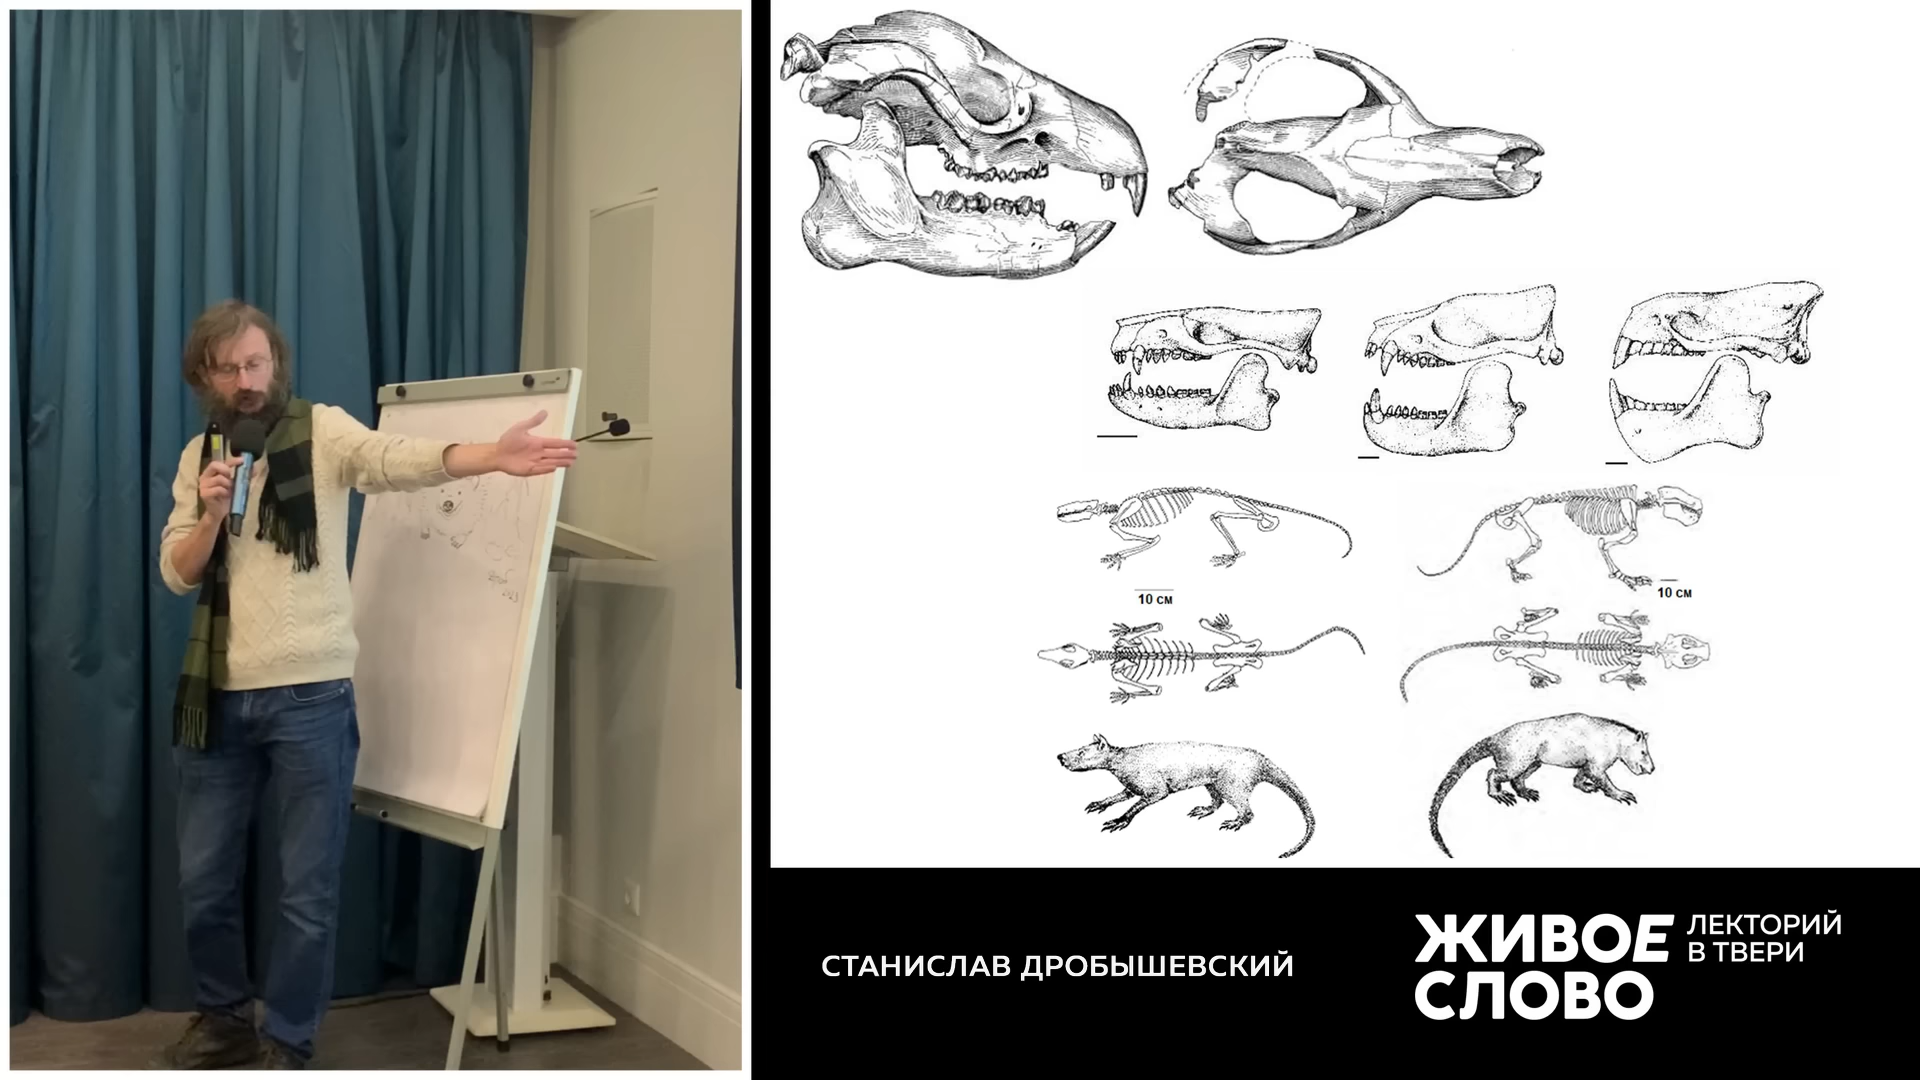 10 см
10 см
СТАНИСЛАВ ДРОБЫШЕВСКИЙ
ЖИВОЕ
СЛОВО
ЛЕКТОРИЙ
В ТВЕРИ